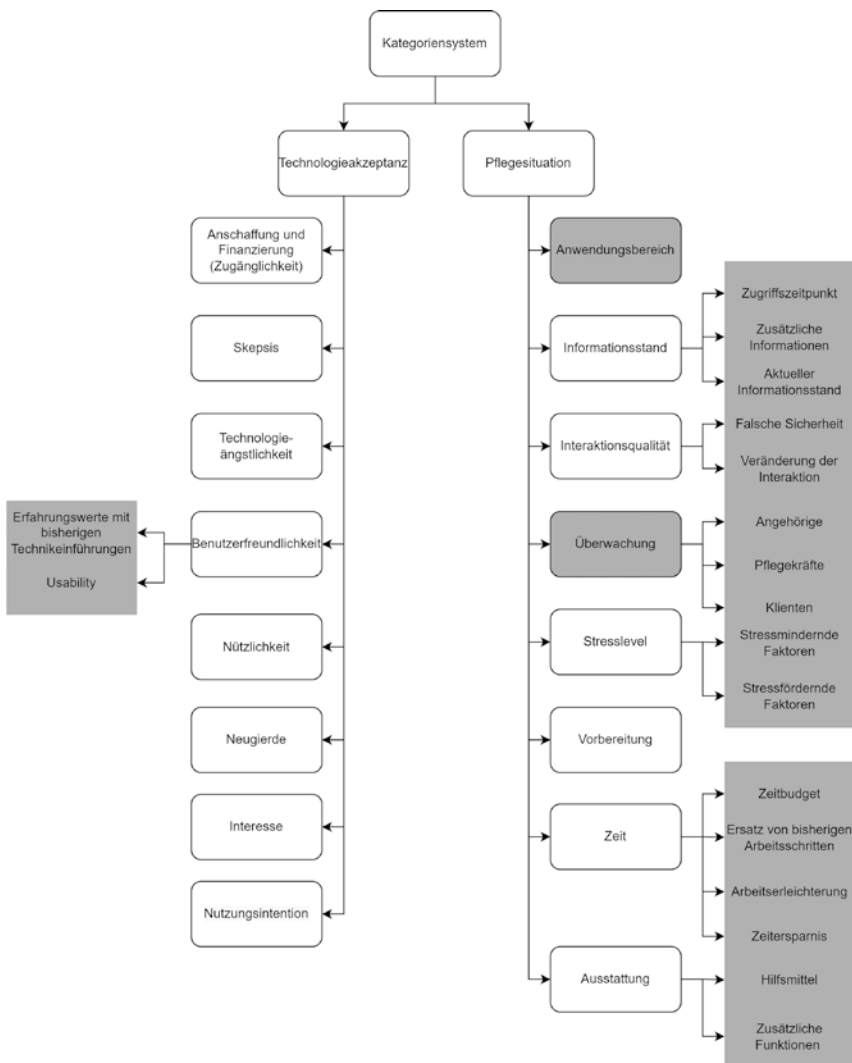 Kategoriensystem
Technologieakzeptanz
Pflegesituation
Anschaffung und
Finanzierung
(Zugänglichkeit)
Skepsis
Technologie-
ängstlichkeit
Benutzerfreundlichkeit
Erfahrungswerte mit
bisherigen
Technikeinführungen
Usability
Nützlichkeit
Neugierde
Interesse
Nutzungsintention
Anwendungsbereich
Informationsstand
Zugriffszeitpunkt
Zusätzliche
Informationen
Aktueller
Informationsstand
Interaktionsqualität
Falsche Sicherheit
Veränderung der
Interaktion
Überwachung
Angehörige
Pflegekräfte
Klienten
Stresslevel
Stressmindernde
Faktoren
Stressfördernde
Faktoren
Vorbereitung
Zeit
Zeitbudget
Ersatz von bisherigen
Arbeitsschritten
Arbeitserleichterung
Zeitersparnis
Ausstattung
Hilfsmittel
Zusätzliche
Funktionen